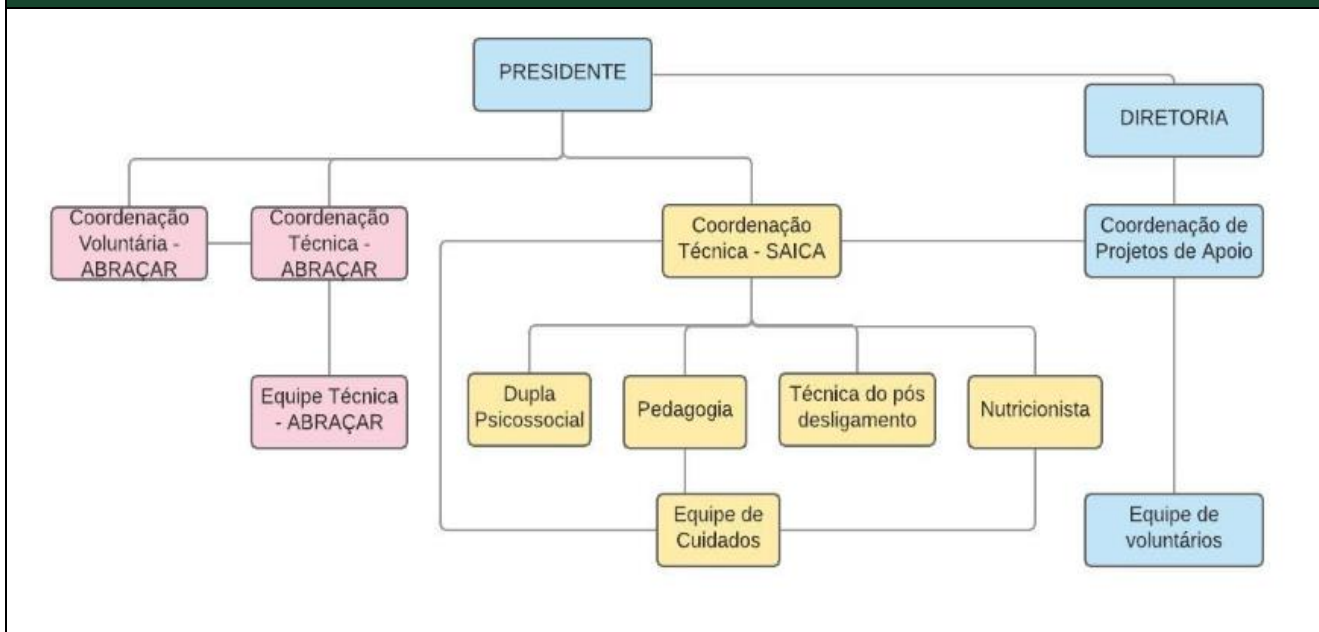 PRESIDENTE
DIRETORIA
Coordenação
Voluntária -
ABRAÇAR
Coordenação
Técnica -
ABRAÇAR
Coordenação
Técnica - SAICA
Coordenação de
Projetos de Apoio
Equipe Técnica
- ABRAÇAR
Dupla
Psicossocial
Pedagogia
Técnica do pós
desligamento
Nutricionista
Equipe de
Cuidados
Equipe de
voluntários